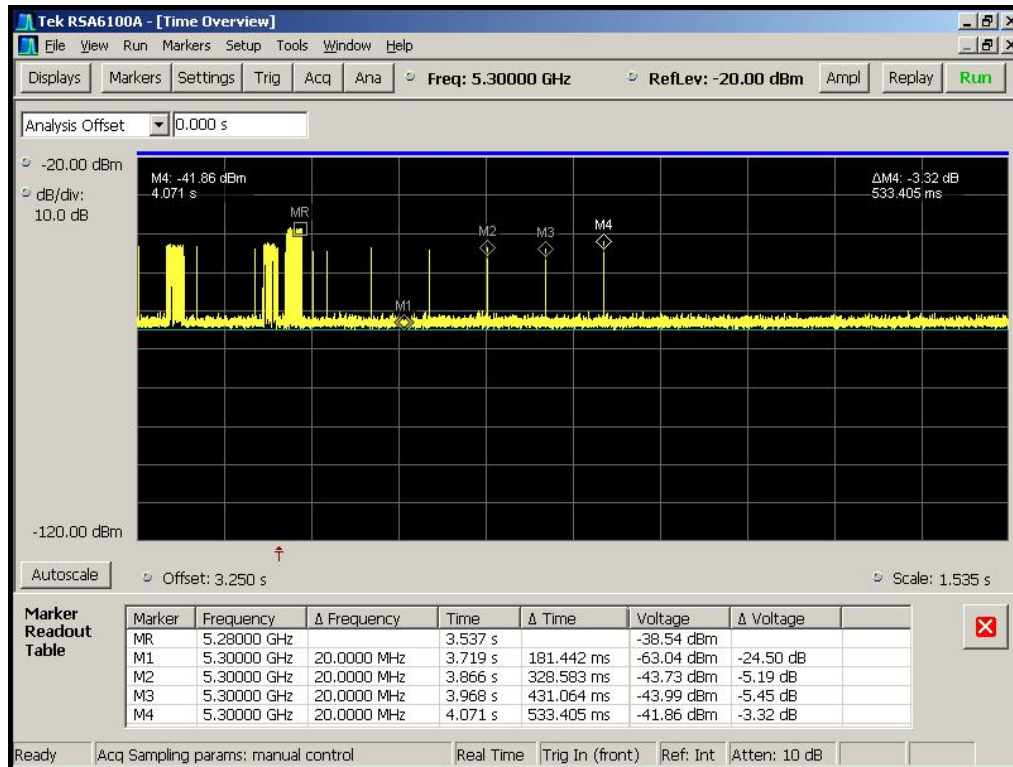 Tek RSA6100A - [Time Overview]
File View Run Markers Setup Tools Window Help
Displays Markers Settings Trig Acq Ana Freq: 5.30000 GHz RefLev: -20.00 dBm Ampl Replay Run
Analysis Offset 0.000 s
-20.00 dBm
dB/div:
10.0 dB
M4: -41.86 dBm
4.071 s
ΔM4: -3.32 dB
533.405 ms
MR
M2
M3
M4
M1
-120.00 dBm
Autoscale Offset: 3.250 s Scale: 1.535 s
Marker
Readout
Table
Marker Frequency Δ Frequency Time Δ Time Voltage Δ Voltage
MR 5.28000 GHz 3.537 s -38.54 dBm
M1 5.30000 GHz 20.0000 MHz 3.719 s 181.442 ms -63.04 dBm -24.50 dB
M2 5.30000 GHz 20.0000 MHz 3.866 s 328.583 ms -43.73 dBm -5.19 dB
M3 5.30000 GHz 20.0000 MHz 3.968 s 431.064 ms -43.99 dBm -5.45 dB
M4 5.30000 GHz 20.0000 MHz 4.071 s 533.405 ms -41.86 dBm -3.32 dB
Ready Acq Sampling params: manual control Real Time Trig In (front) Ref: Int Atten: 10 dB